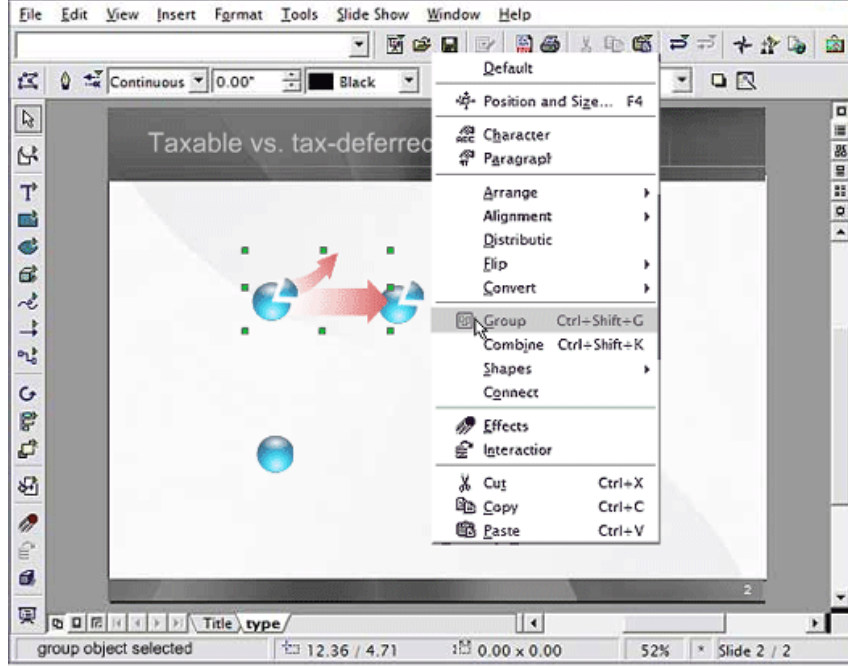 File Edit View Insert Format Tools Slide Show Window Help
Continuous 0.00" Black
Default
Position and Size... F4
Character
Paragraph
Arrange
Alignment
Distributic
Flip
Convert
Group Ctrl+Shift+G
Combine Ctrl+Shift+K
Shapes
Connect
Effects
Interaction
Cut Ctrl+X
Copy Ctrl+C
Paste Ctrl+V
Taxable vs. tax-deferred
2
Title type
group object selected 12.36 / 4.71 0.00 x 0.00 52% * Slide 2 / 2